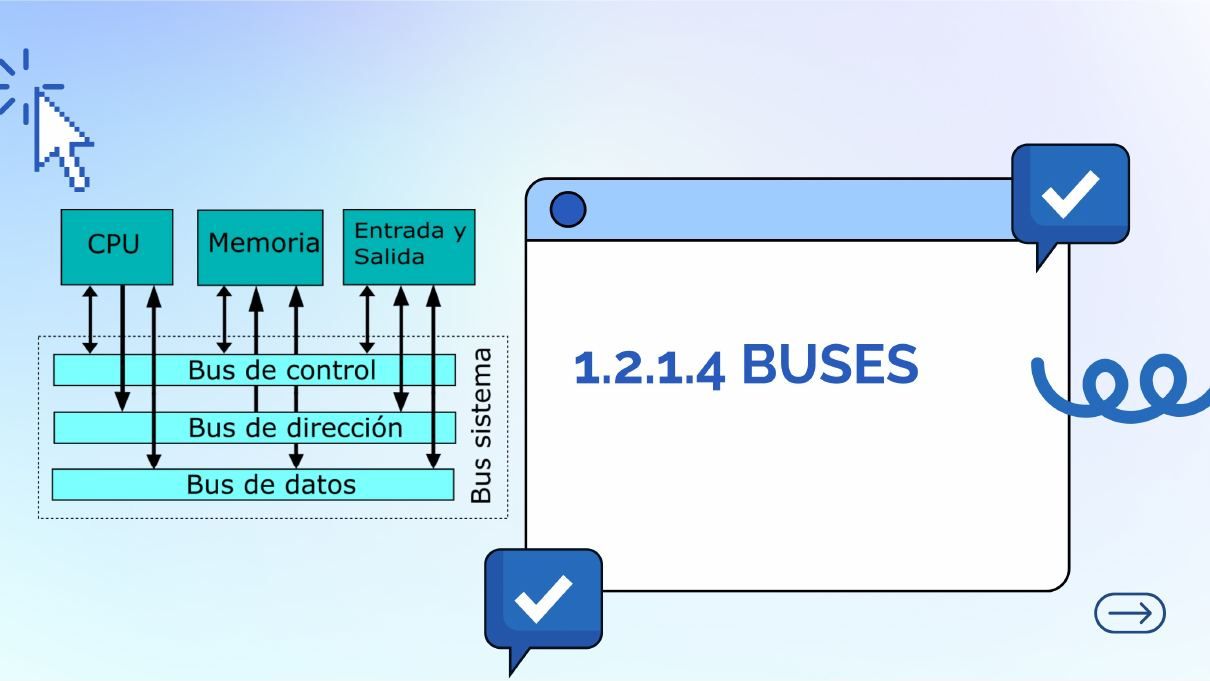 CPU
Memoria
Entrada y
Salida
Bus de control
Bus de dirección
Bus de datos
Bus sistema
1.2.1.4 BUSES